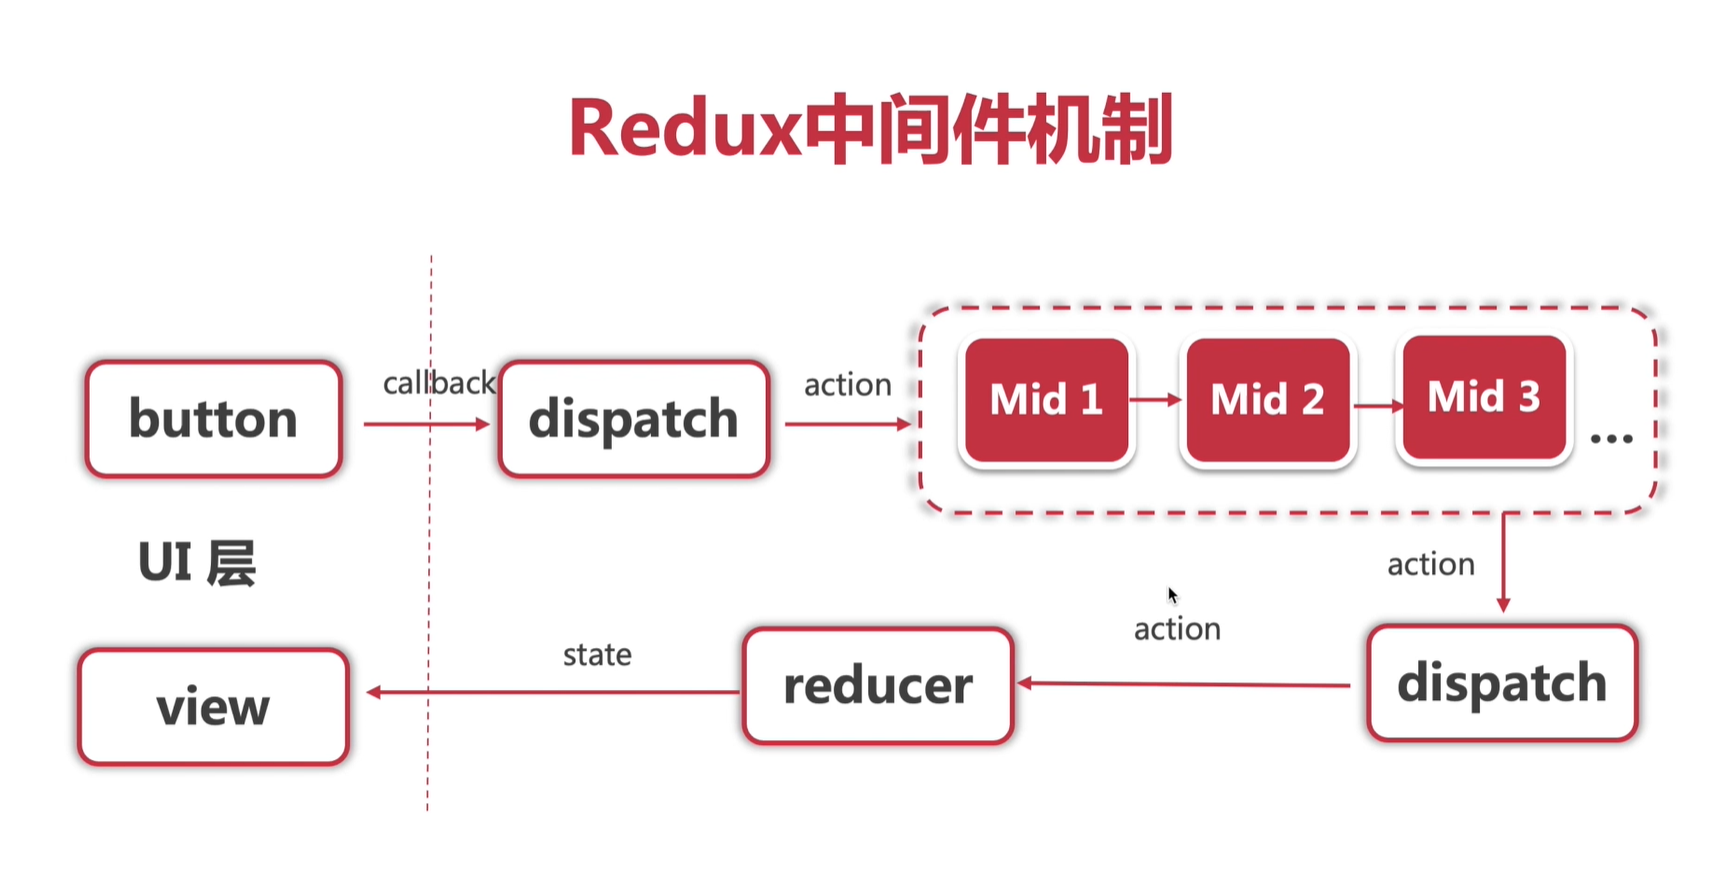 Redux中间件机制
button
callback
dispatch
action
Mid 1
Mid 2
Mid 3
...
UI 层
action
action
state
view
reducer
dispatch